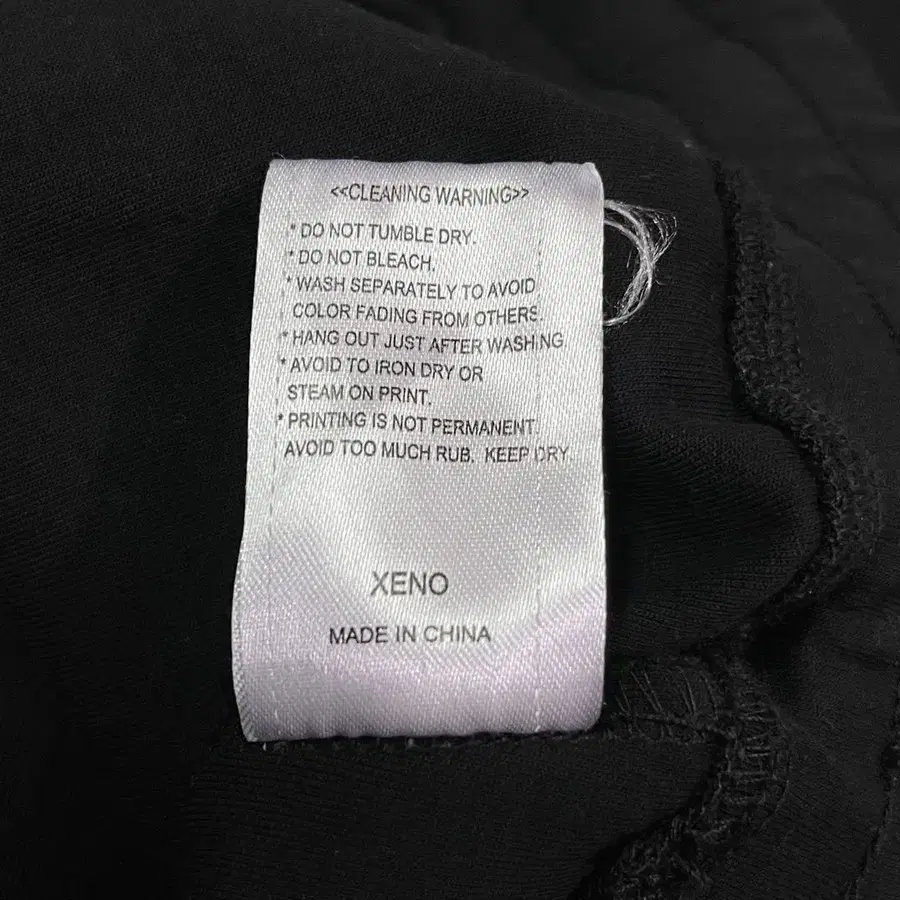 <<CLEANING WARNING>>
* DO NOT TUMBLE DRY.
* DO NOT BLEACH.
* WASH SEPARATELY TO AVOID
COLOR FADING FROM OTHERS.
* HANG OUT JUST AFTER WASHING
* AVOID TO IRON DRY OR
STEAM ON PRINT.
* PRINTING IS NOT PERMANENT.
AVOID TOO MUCH RUB. KEEP DRY
XENO
MADE IN CHINA